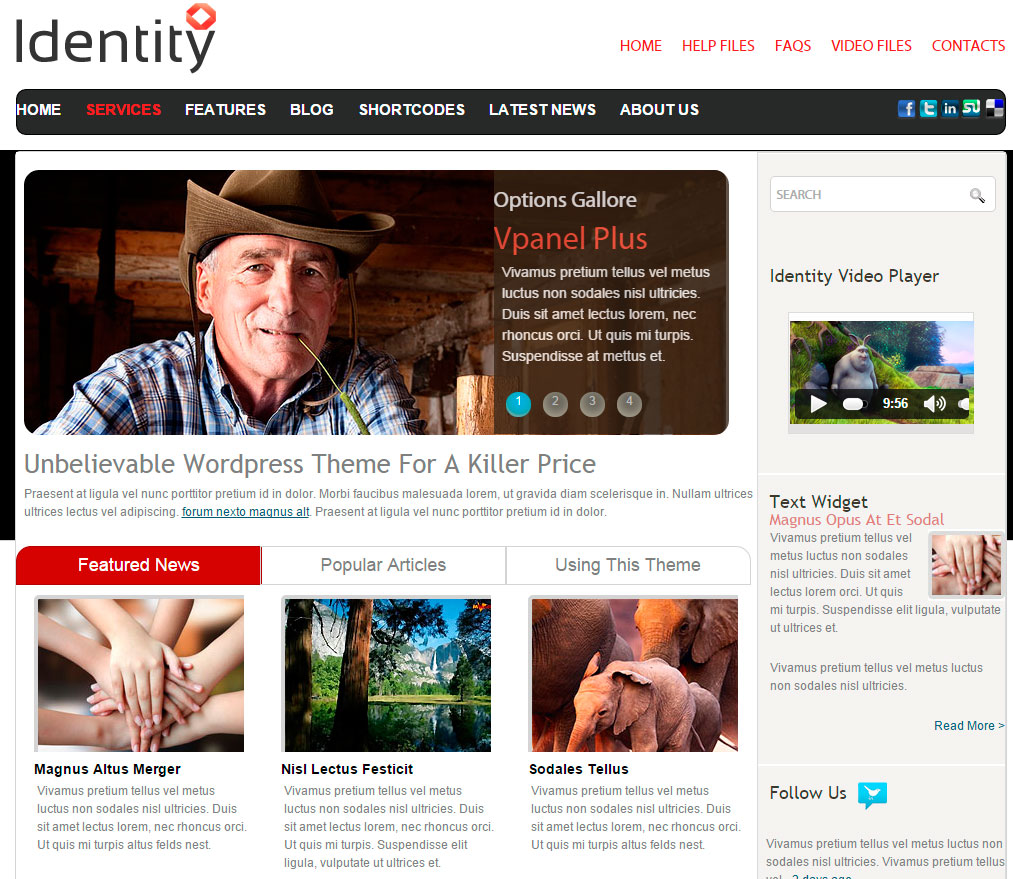 Identity
HOME HELP FILES FAQS VIDEO FILES CONTACTS
HOME SERVICES FEATURES BLOG SHORTCODES LATEST NEWS ABOUT US
Options Gallore
Vpanel Plus
Vivamus pretium tellus vel metus
luctus non sodales nisl ultricies.
Duis sit amet lectus lorem, nec
rhoncus orci. Ut quis mi turpis.
Suspendisse at mettus et.
1 2 3 4
Unbelievable Wordpress Theme For A Killer Price
Praesent at ligula vel nunc porttitor pretium id in dolor. Morbi faucibus malesuada lorem, ut gravida diam scelerisque in. Nullam ultrices
ultrices lectus vel adipiscing. forum nexto magnus alt. Praesent at ligula vel nunc porttitor pretium id in dolor.
Featured News Popular Articles Using This Theme
Magnus Altus Merger
Vivamus pretium tellus vel metus
luctus non sodales nisl ultricies. Duis
sit amet lectus lorem, nec rhoncus orci.
Ut quis mi turpis altus felds nest.
Nisl Lectus Festicit
Vivamus pretium tellus vel metus
luctus non sodales nisl ultricies. Duis
sit amet lectus lorem, nec rhoncus orci.
Ut quis mi turpis. Suspendisse elit
ligula, vulputate ut ultrices et.
Sodales Tellus
Vivamus pretium tellus vel metus
luctus non sodales nisl ultricies. Duis
sit amet lectus lorem, nec rhoncus orci.
Ut quis mi turpis altus felds nest.
SEARCH
Identity Video Player
9:56
Text Widget
Magnus Opus At Et Sodal
Vivamus pretium tellus vel
metus luctus non sodales
nisl ultricies. Duis sit amet
lectus lorem orci. Ut quis
mi turpis. Suspendisse elit ligula, vulputate
ut ultrices et.
Vivamus pretium tellus vel metus luctus
non sodales nisl ultricies.
Read More >
Follow Us
Vivamus pretium tellus vel metus luctus non
sodales nisl ultricies. Vivamus pretium tellus
vel 2 days ago